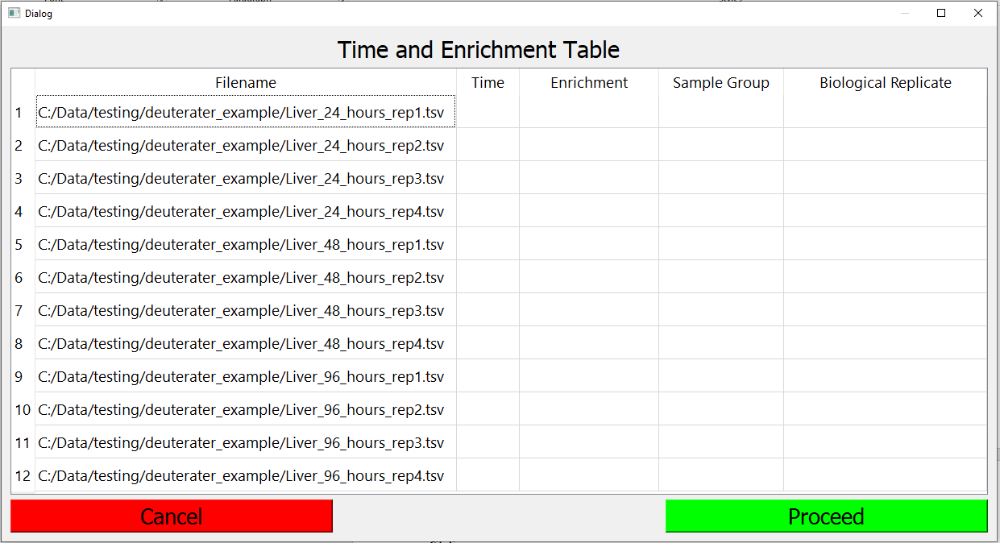 Dialog
Time and Enrichment Table
Filename Time Enrichment Sample Group Biological Replicate
1 C:/Data/testing/deuterater_example/Liver_24_hours_rep1.tsv
2 C:/Data/testing/deuterater_example/Liver_24_hours_rep2.tsv
3 C:/Data/testing/deuterater_example/Liver_24_hours_rep3.tsv
4 C:/Data/testing/deuterater_example/Liver_24_hours_rep4.tsv
5 C:/Data/testing/deuterater_example/Liver_48_hours_rep1.tsv
6 C:/Data/testing/deuterater_example/Liver_48_hours_rep2.tsv
7 C:/Data/testing/deuterater_example/Liver_48_hours_rep3.tsv
8 C:/Data/testing/deuterater_example/Liver_48_hours_rep4.tsv
9 C:/Data/testing/deuterater_example/Liver_96_hours_rep1.tsv
10 C:/Data/testing/deuterater_example/Liver_96_hours_rep2.tsv
11 C:/Data/testing/deuterater_example/Liver_96_hours_rep3.tsv
12 C:/Data/testing/deuterater_example/Liver_96_hours_rep4.tsv
Cancel Proceed